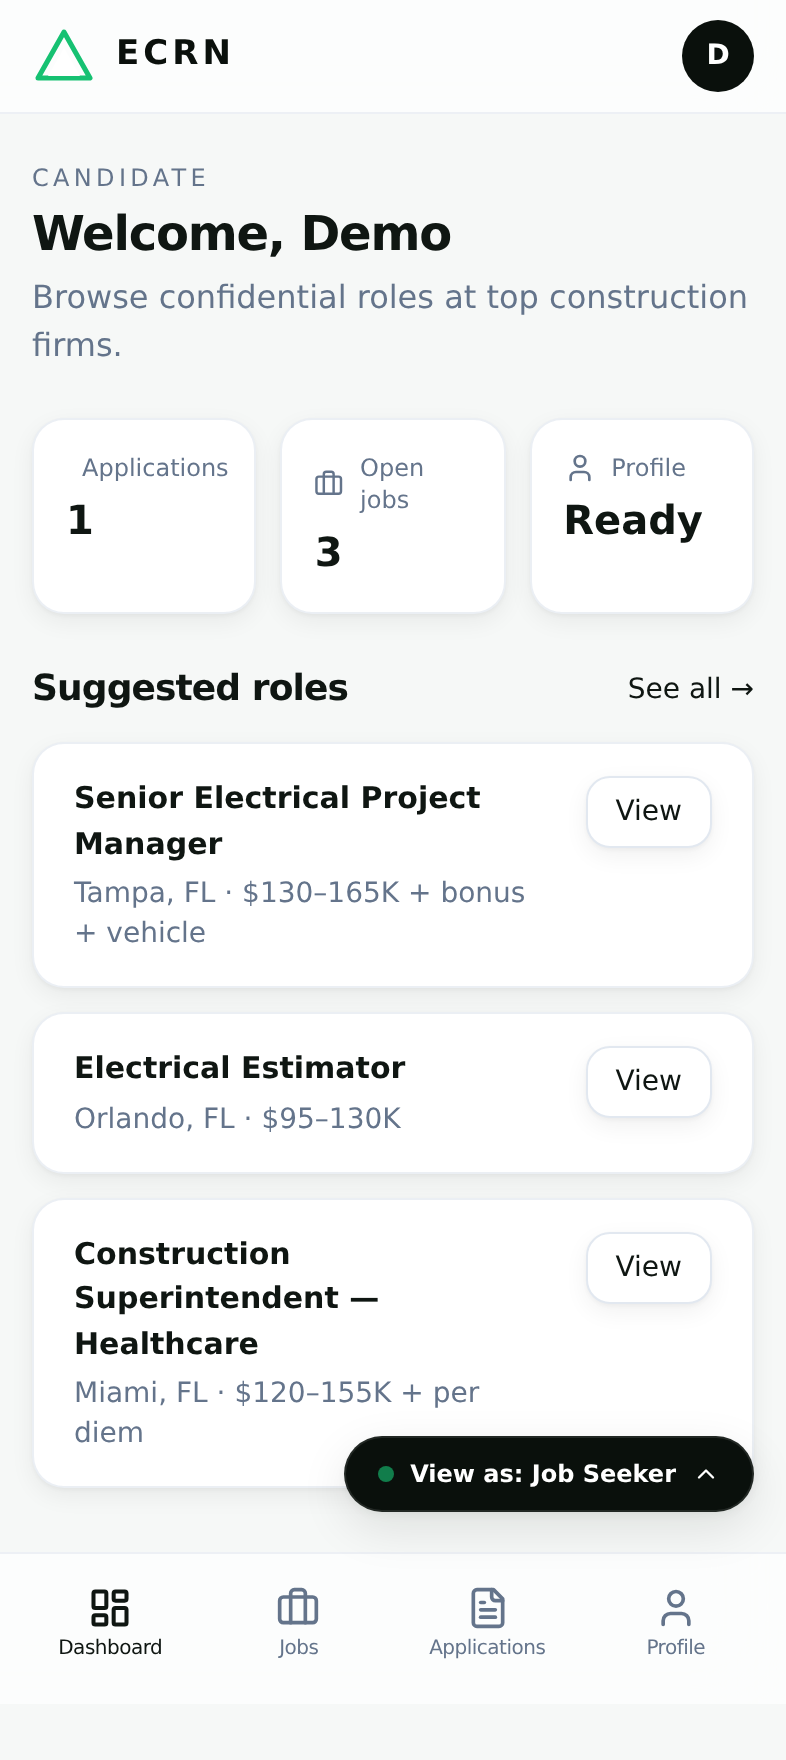 ECRN
D
CANDIDATE
Welcome, Demo
Browse confidential roles at top construction
firms.
Applications
1
Open
jobs
3
Profile
Ready
Suggested roles
See all →
Senior Electrical Project
Manager
View
Tampa, FL · $130–165K + bonus
+ vehicle
Electrical Estimator
View
Orlando, FL · $95–130K
Construction
Superintendent —
Healthcare
View
Miami, FL · $120–155K + per
diem
View as: Job Seeker
Dashboard
Jobs
Applications
Profile